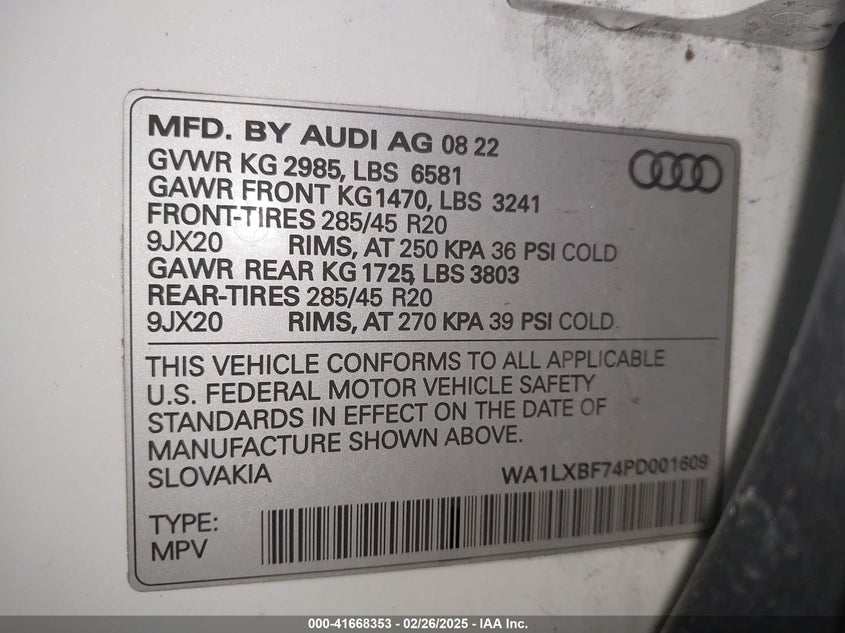 MFD. BY AUDI AG 08 22
GVWR KG 2985, LBS 6581
GAWR FRONT KG1470, LBS 3241
FRONT-TIRES 285/45 R20
9JX20 RIMS, AT 250 KPA 36 PSI COLD
GAWR REAR KG 1725, LBS 3803
REAR-TIRES 285/45 R20
9JX20 RIMS, AT 270 KPA 39 PSI COLD.
THIS VEHICLE CONFORMS TO ALL APPLICABLE
U.S. FEDERAL MOTOR VEHICLE SAFETY
STANDARDS IN EFFECT ON THE DATE OF
MANUFACTURE SHOWN ABOVE.
SLOVAKIA WA1LXBF74PD001609
TYPE:
MPV
000-41668353 - 02/26/2025 - IAAI.com